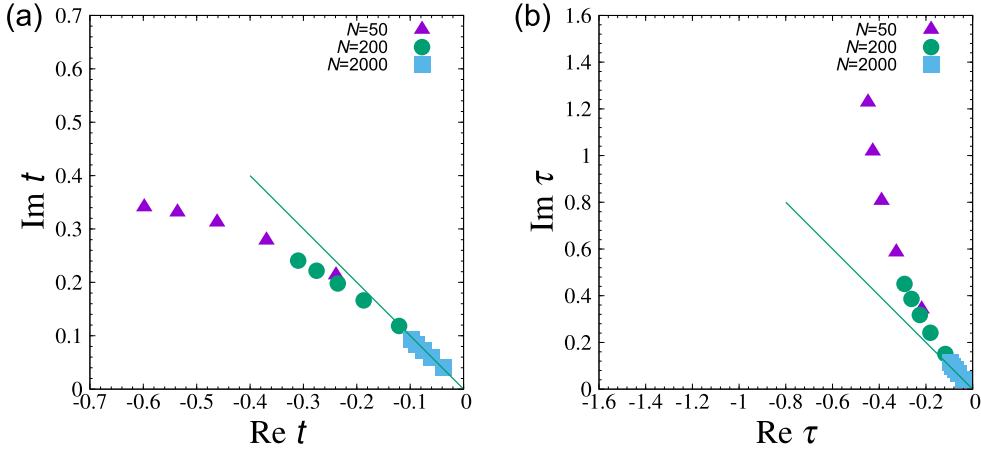 (a)
0.7
0.6
0.5
0.4
0.3
0.2
0.1
0
Im t
N=50
N=200
N=2000
-0.7 -0.6 -0.5 -0.4 -0.3 -0.2 -0.1 0
Re t
(b)
1.6
1.4
1.2
1
0.8
0.6
0.4
0.2
0
Im τ
N=50
N=200
N=2000
-1.6 -1.4 -1.2 -1 -0.8 -0.6 -0.4 -0.2 0
Re τ